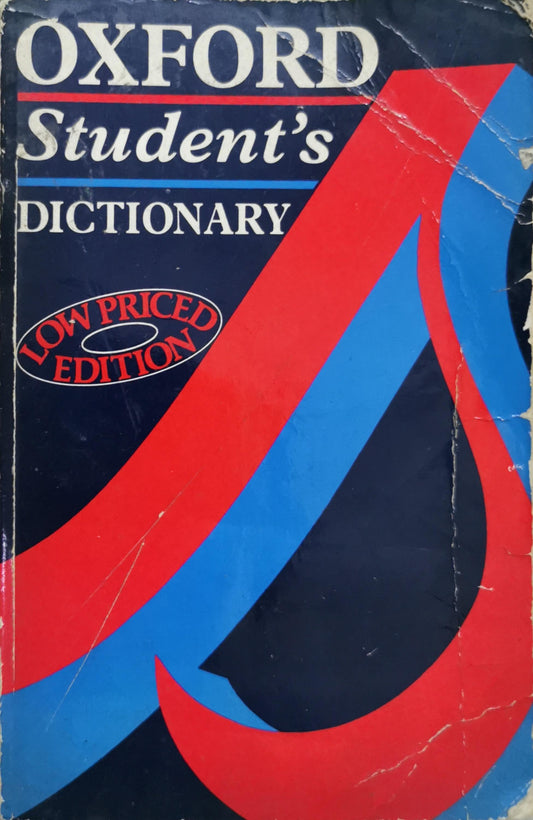 OXFORD
Student's
DICTIONARY
LOW PRICED
EDITION